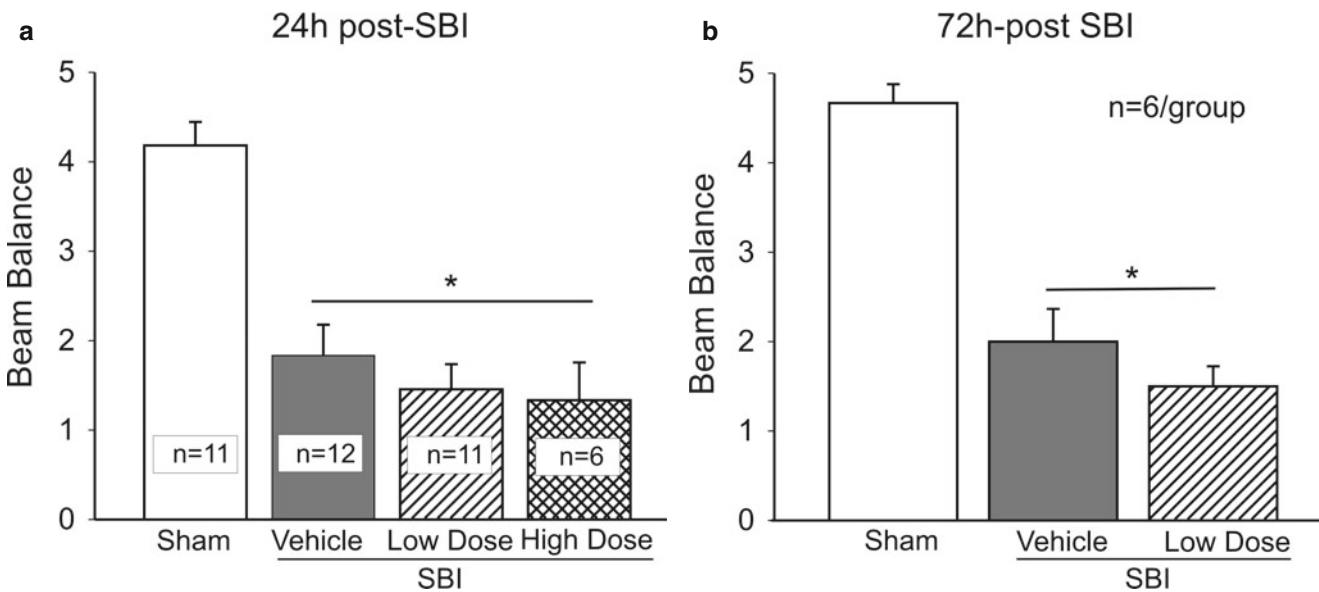 a
24h post-SBI
Beam Balance
5
4
3
2
1
0
*
n=11
n=12
n=11
n=6
Sham
Vehicle
Low Dose
High Dose
SBI
b
72h-post SBI
Beam Balance
5
4
3
2
1
0
n=6/group
*
Sham
Vehicle
Low Dose
SBI